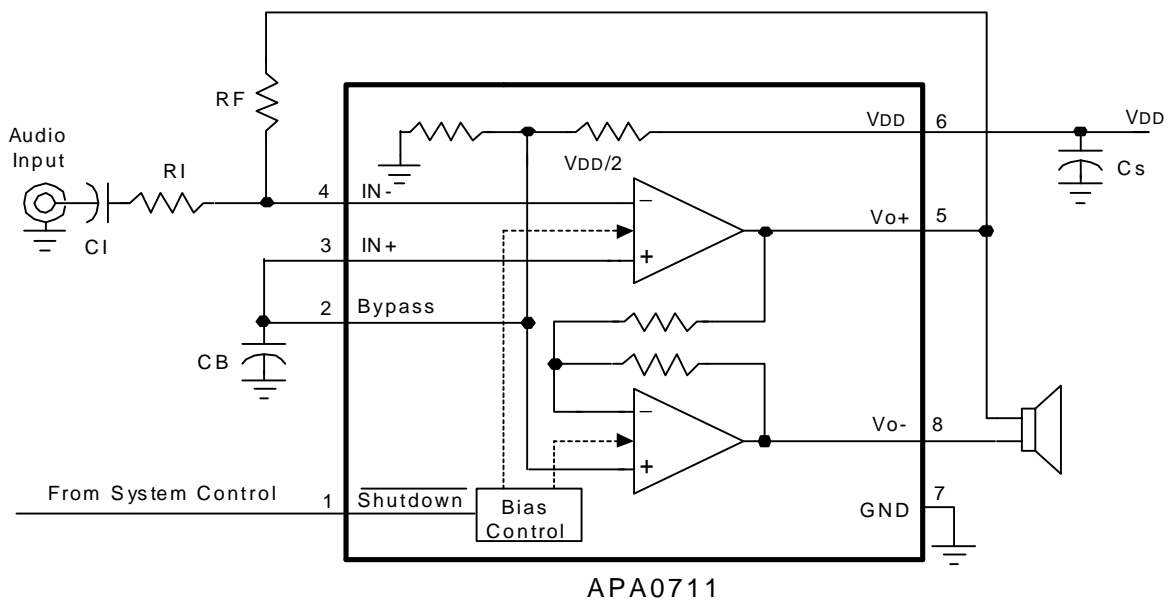 RF
Audio
Input
RI
CI
4
IN-
3
IN+
2
Bypass
CB
From System Control
1
Shutdown
Bias
Control
VDD/2
−
+
−
+
VDD
6
VDD
Cs
Vo+
5
Vo-
8
7
GND
APA0711